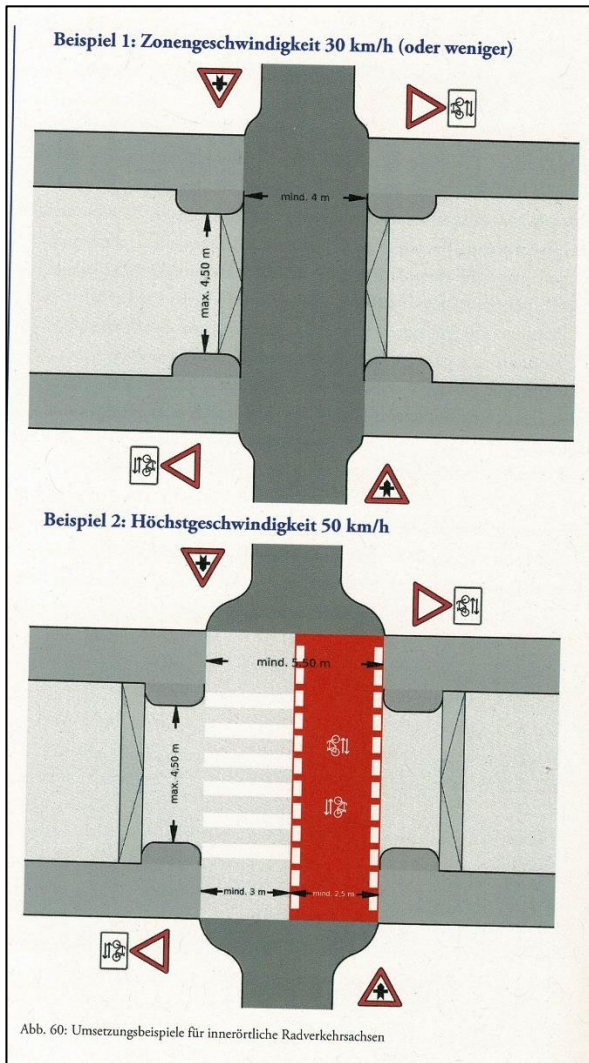 Beispiel 1: Zonengeschwindigkeit 30 km/h (oder weniger)
mind. 4 m
max. 4,50 m
Beispiel 2: Höchstgeschwindigkeit 50 km/h
mind. 5,50 m
max. 4,50 m
mind. 3 m
mind. 2,5 m
Abb. 60: Umsetzungsbeispiele für innerörtliche Radverkehrsachsen